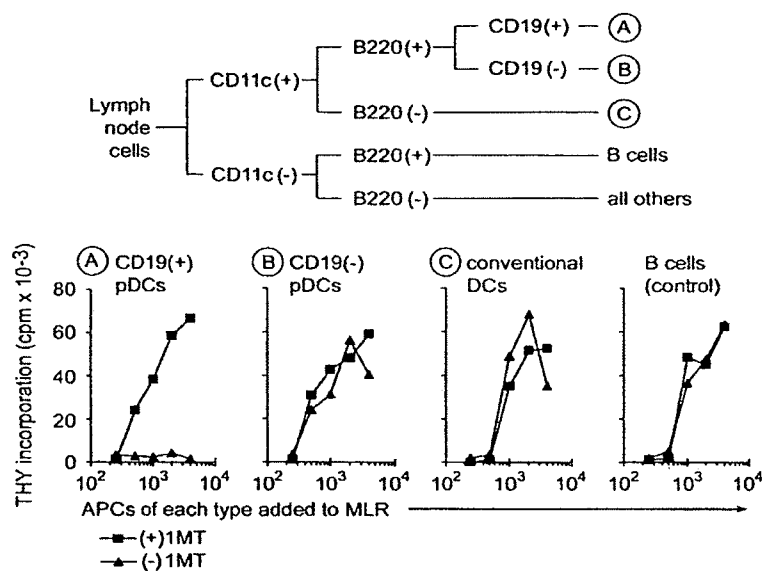 Lymph node cells
CD11c (+)
CD11c (-)
B220 (+)
B220 (-)
B220 (+)
B220 (-)
CD19 (+)
CD19 (-)
A
B
C
B cells
all others
A CD19(+) pDCs
B CD19(-) pDCs
C conventional DCs
B cells (control)
THY incorporation (cpm x 10-3)
80
60
40
20
0
10² 10³ 10⁴
10² 10³ 10⁴
10² 10³ 10⁴
10² 10³ 10⁴
APCs of each type added to MLR
(+) 1MT
(-) 1MT